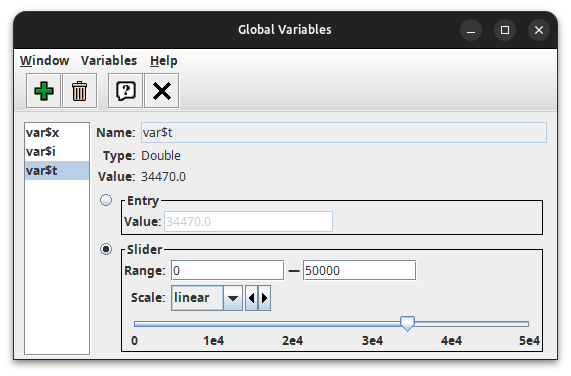 Global Variables
Window Variables Help
var$x
var$i
var$t
Name: var$t
Type: Double
Value: 34470.0
Entry
Value: 34470.0
Slider
Range: 0 — 50000
Scale: linear
0 1e4 2e4 3e4 4e4 5e4